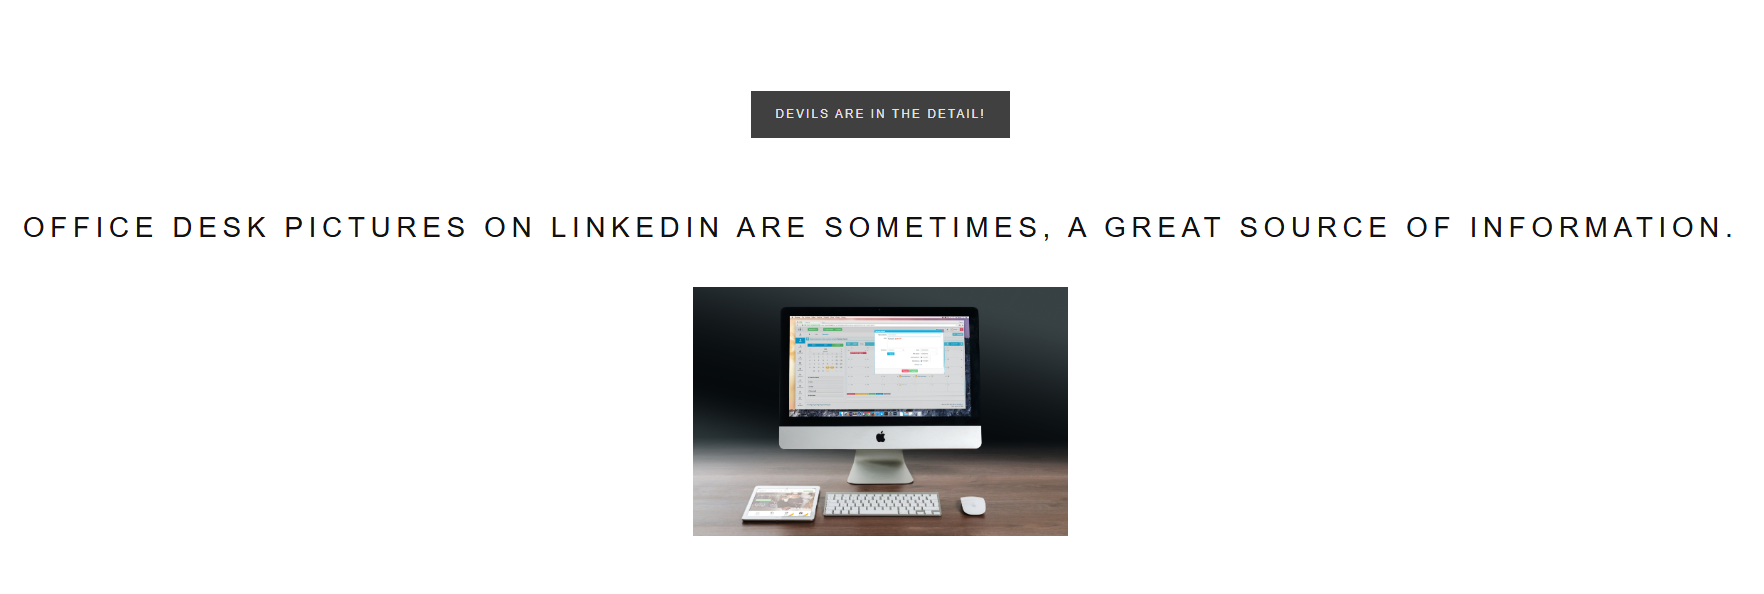 DEVILS ARE IN THE DETAIL!
OFFICE DESK PICTURES ON LINKEDIN ARE SOMETIMES, A GREAT SOURCE OF INFORMATION.